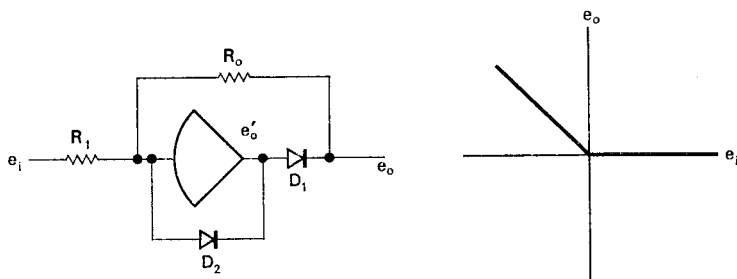 R₀
R₁
e₀′
eᵢ
e₀
D₁
D₂
e₀
eᵢ